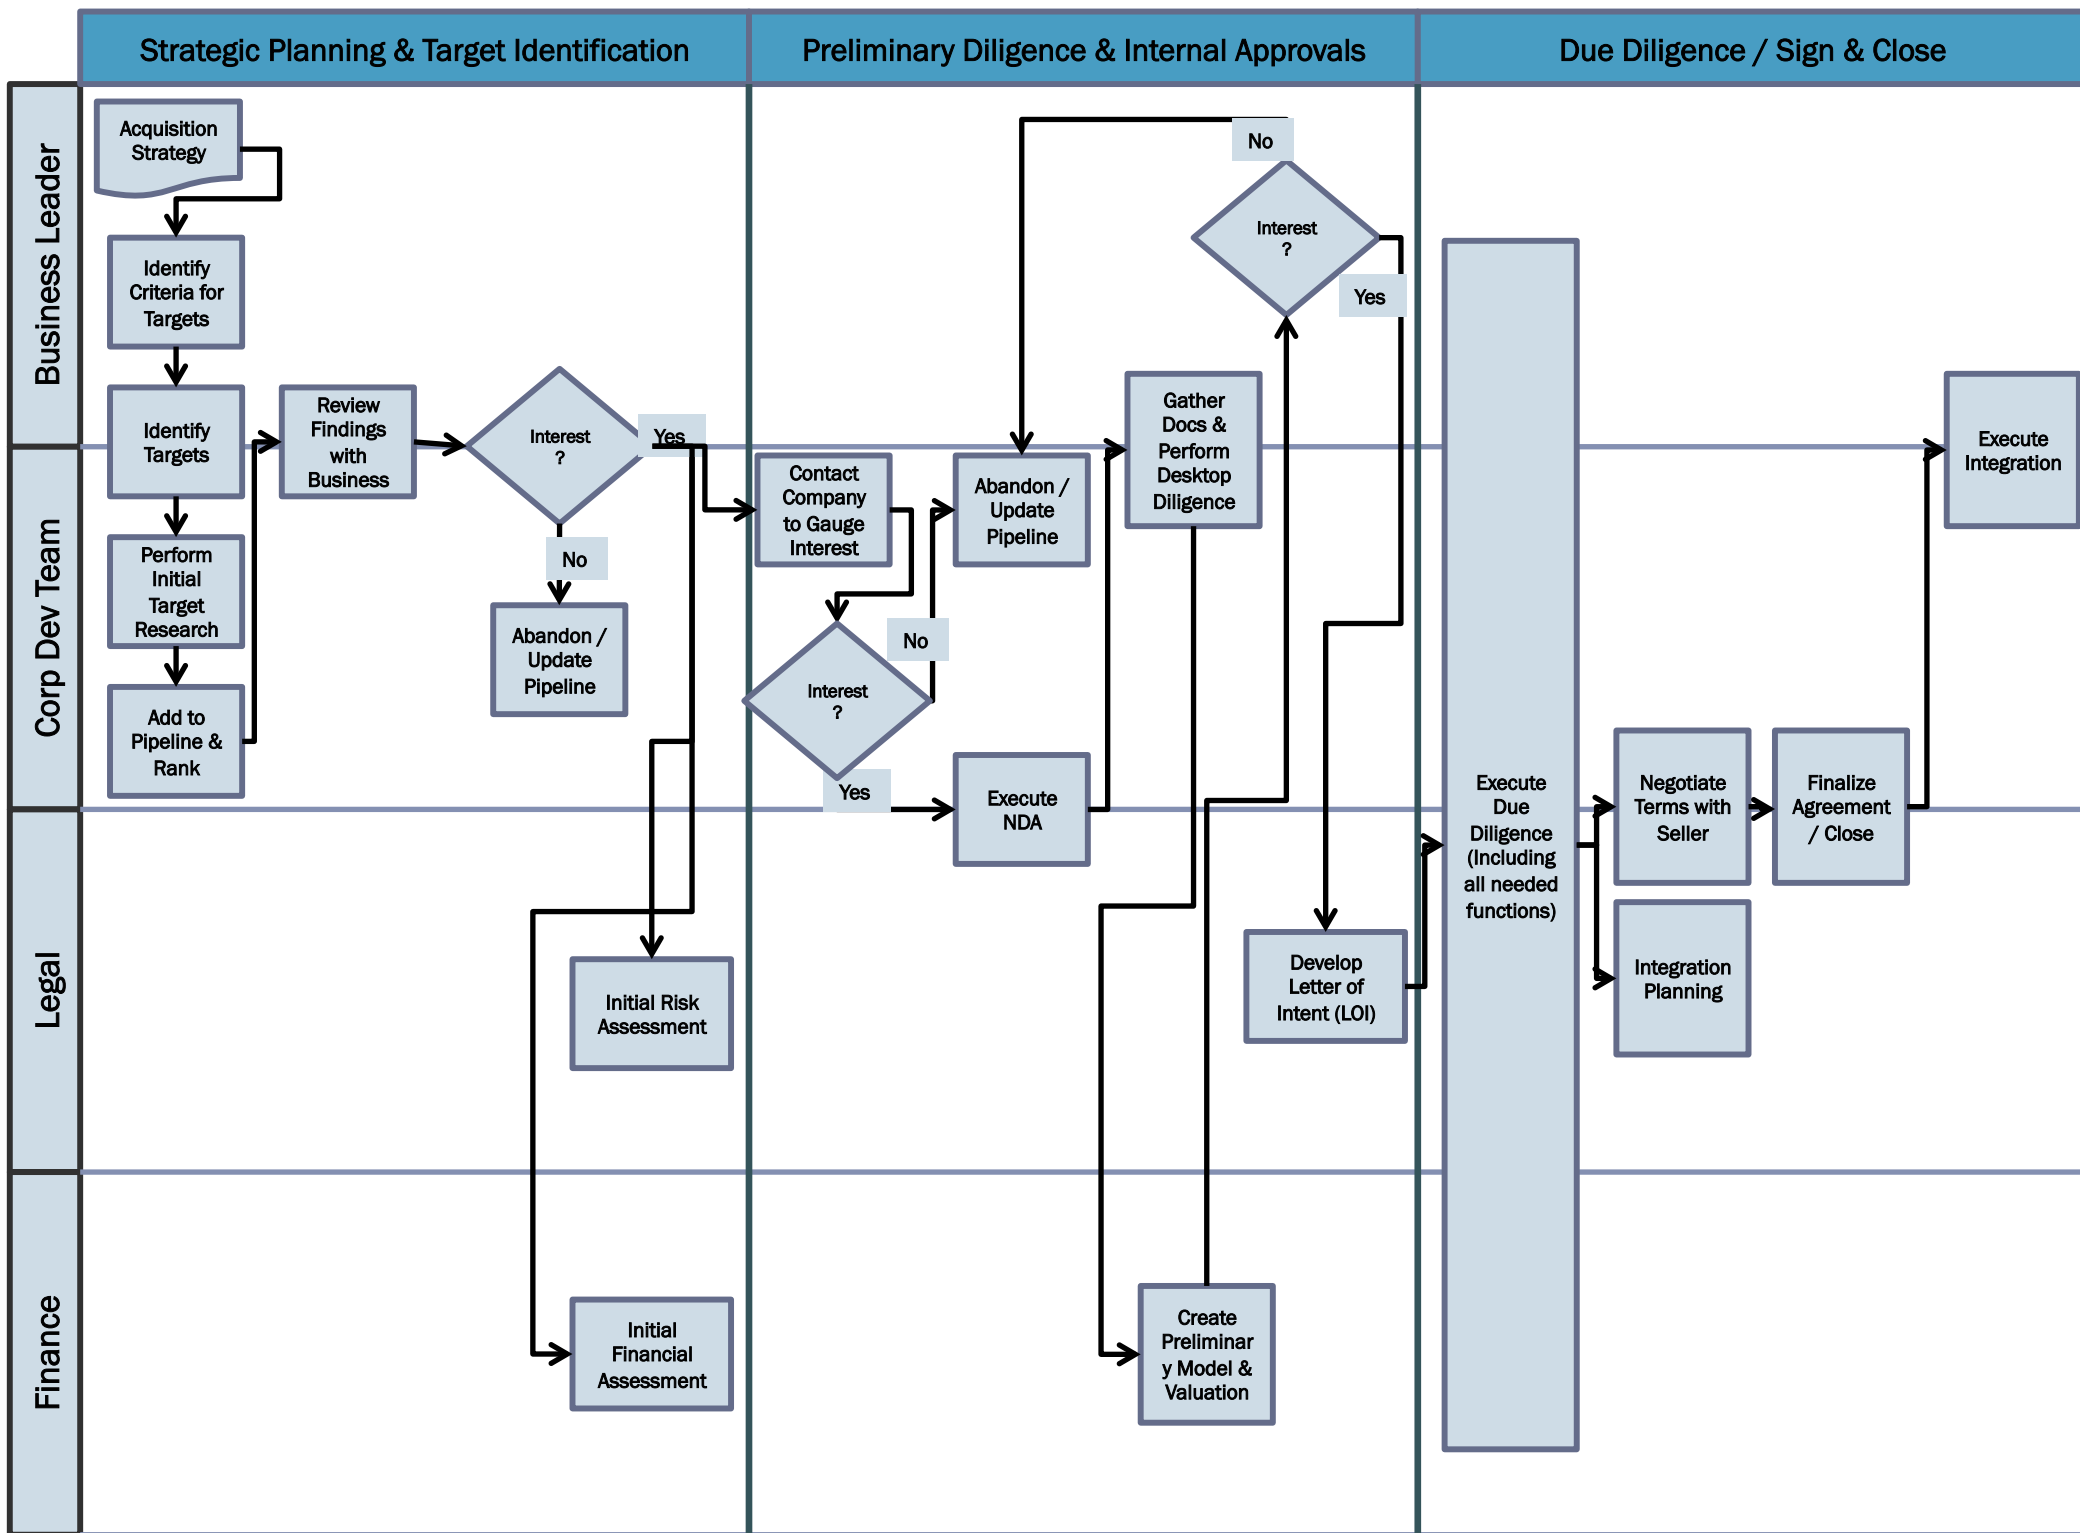 Strategic Planning & Target Identification
Preliminary Diligence & Internal Approvals
Due Diligence / Sign & Close
Business Leader
Corp Dev Team
Legal
Finance
Acquisition
Strategy
Identify
Criteria for
Targets
Identify
Targets
Perform
Initial
Target
Research
Add to
Pipeline &
Rank
Review
Findings
with
Business
Interest
?
Yes
No
Abandon /
Update
Pipeline
Initial Risk
Assessment
Initial
Financial
Assessment
Contact
Company
to Gauge
Interest
Interest
?
No
Yes
Abandon /
Update
Pipeline
Execute
NDA
Gather
Docs &
Perform
Desktop
Diligence
Create
Preliminar
y Model &
Valuation
No
Interest
?
Yes
Develop
Letter of
Intent (LOI)
Execute
Due
Diligence
(Including
all needed
functions)
Negotiate
Terms with
Seller
Integration
Planning
Finalize
Agreement
/ Close
Execute
Integration